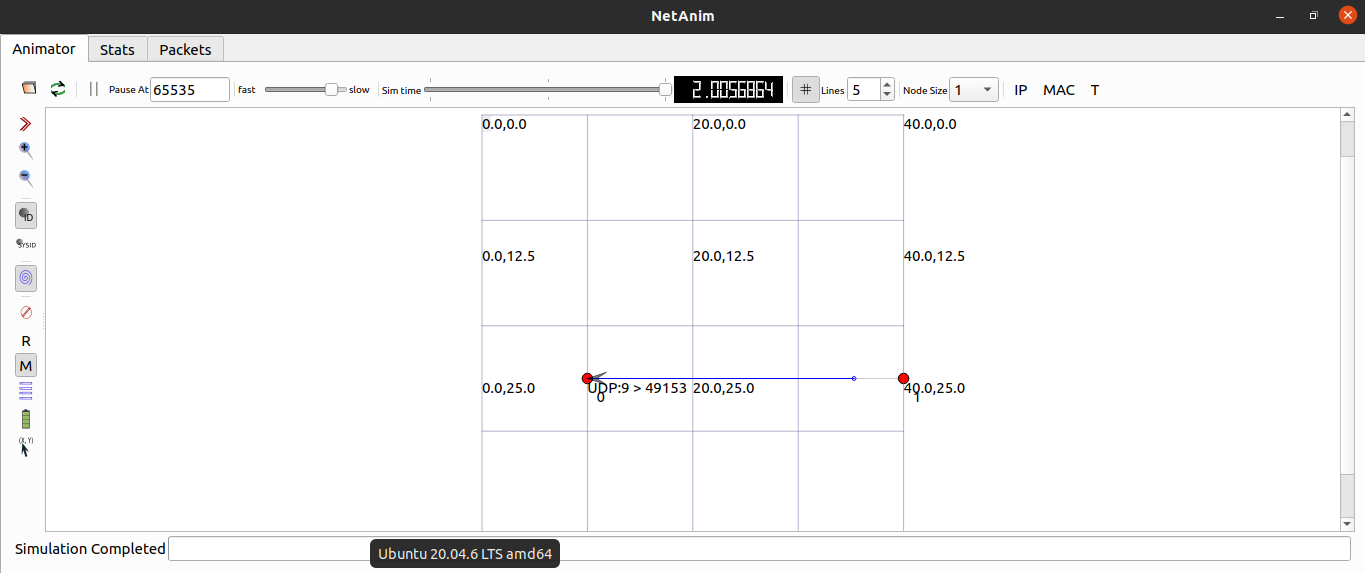 NetAnim
Animator Stats Packets
Pause At 65535 fast slow Sim time 2.0056864 # Lines 5 Node Size 1 IP MAC T
ID
SYSID
R
M
(X, Y)
0.0,0.0 20.0,0.0 40.0,0.0
0.0,12.5 20.0,12.5 40.0,12.5
0.0,25.0 UDP:9 > 49153 20.0,25.0 40.0,25.0
0 1
Simulation Completed
Ubuntu 20.04.6 LTS amd64